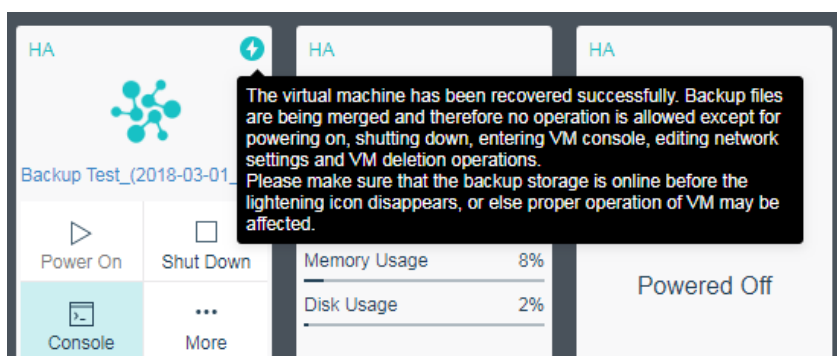 HA
HA
HA
The virtual machine has been recovered successfully. Backup files
are being merged and therefore no operation is allowed except for
powering on, shutting down, entering VM console, editing network
settings and VM deletion operations.
Please make sure that the backup storage is online before the
lightening icon disappears, or else proper operation of VM may be
affected.
Backup Test_(2018-03-01_
Power On
Shut Down
Console
More
Memory Usage 8%
Disk Usage 2%
Powered Off